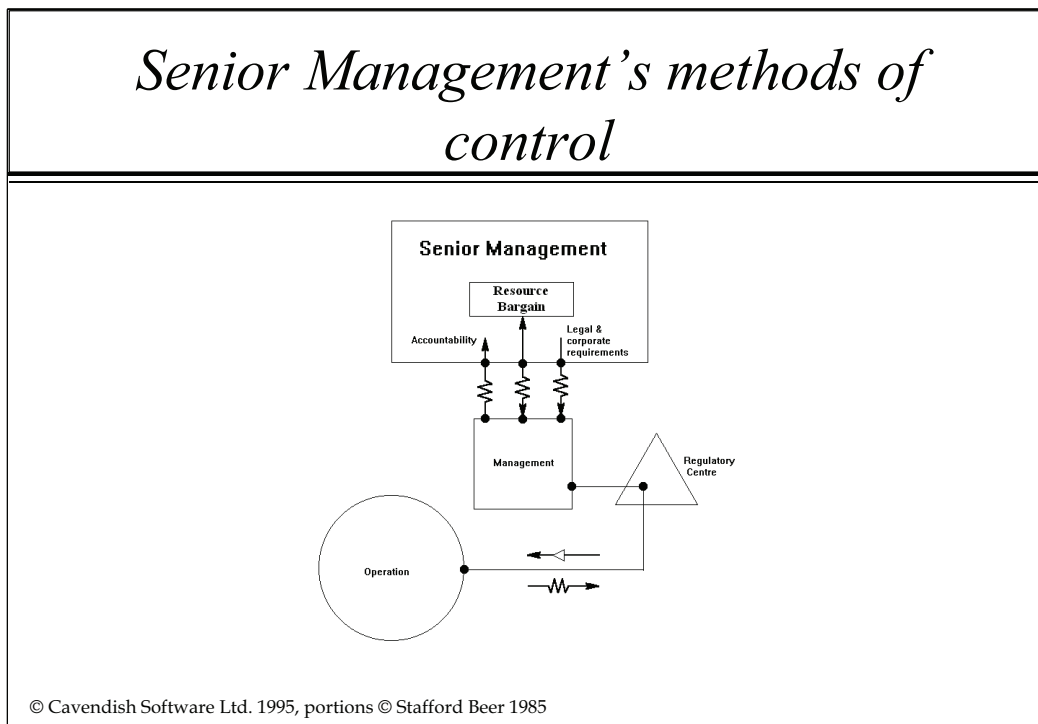 Senior Management’s methods of
control
Senior Management
Resource
Bargain
Accountability
Legal &
corporate
requirements
Management
Regulatory
Centre
Operation
© Cavendish Software Ltd. 1995, portions © Stafford Beer 1985